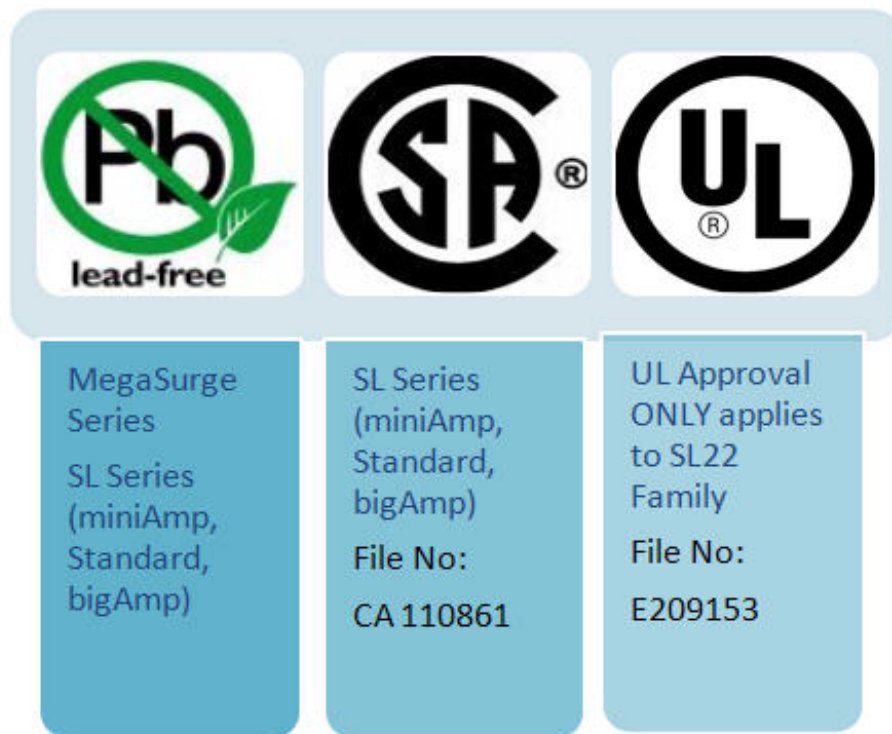 Pb
lead-free
CSA ®
UL
®
MegaSurge
Series
SL Series
(miniAmp,
Standard,
bigAmp)
SL Series
(miniAmp,
Standard,
bigAmp)
File No:
CA 110861
UL Approval
ONLY applies
to SL22
Family
File No:
E209153